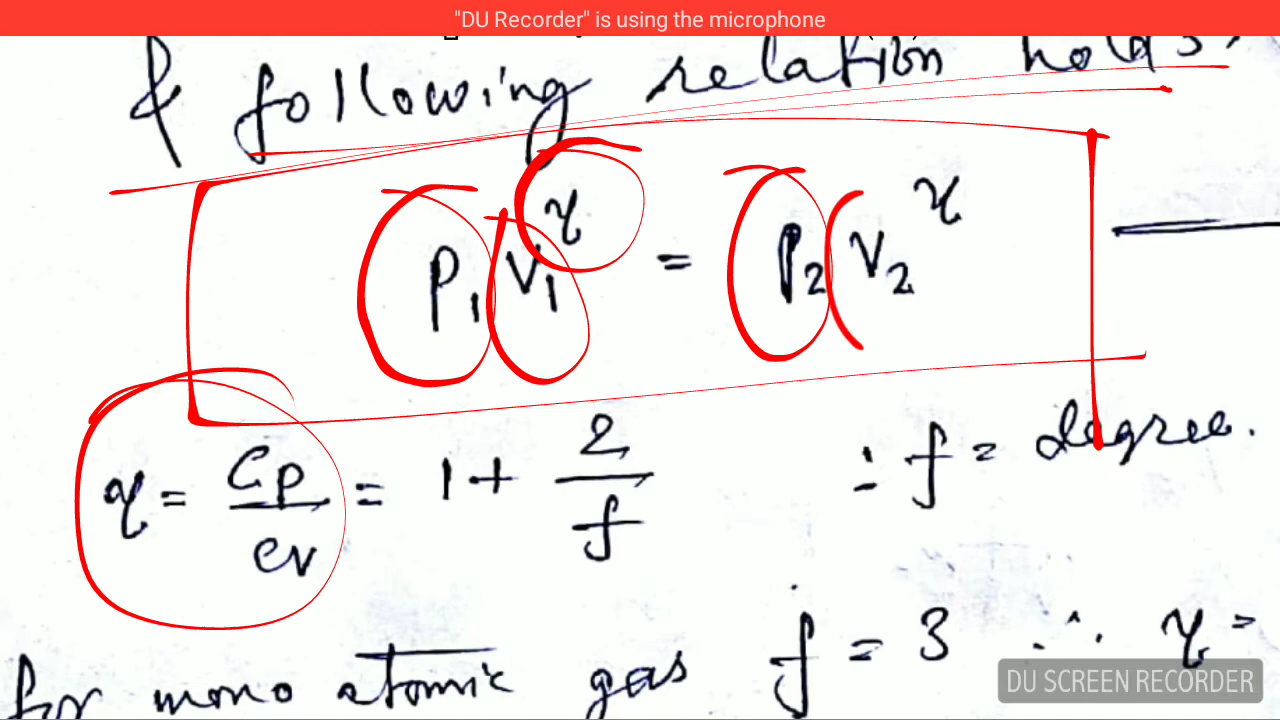 "DU Recorder" is using the microphone
& following relation holds.
P₁V₁^γ = P₂V₂^γ
γ = Cp/Cv = 1 + 2/f ∴ f = degree.
for mono atomic gas f = 3 ∴ γ =
DU SCREEN RECORDER